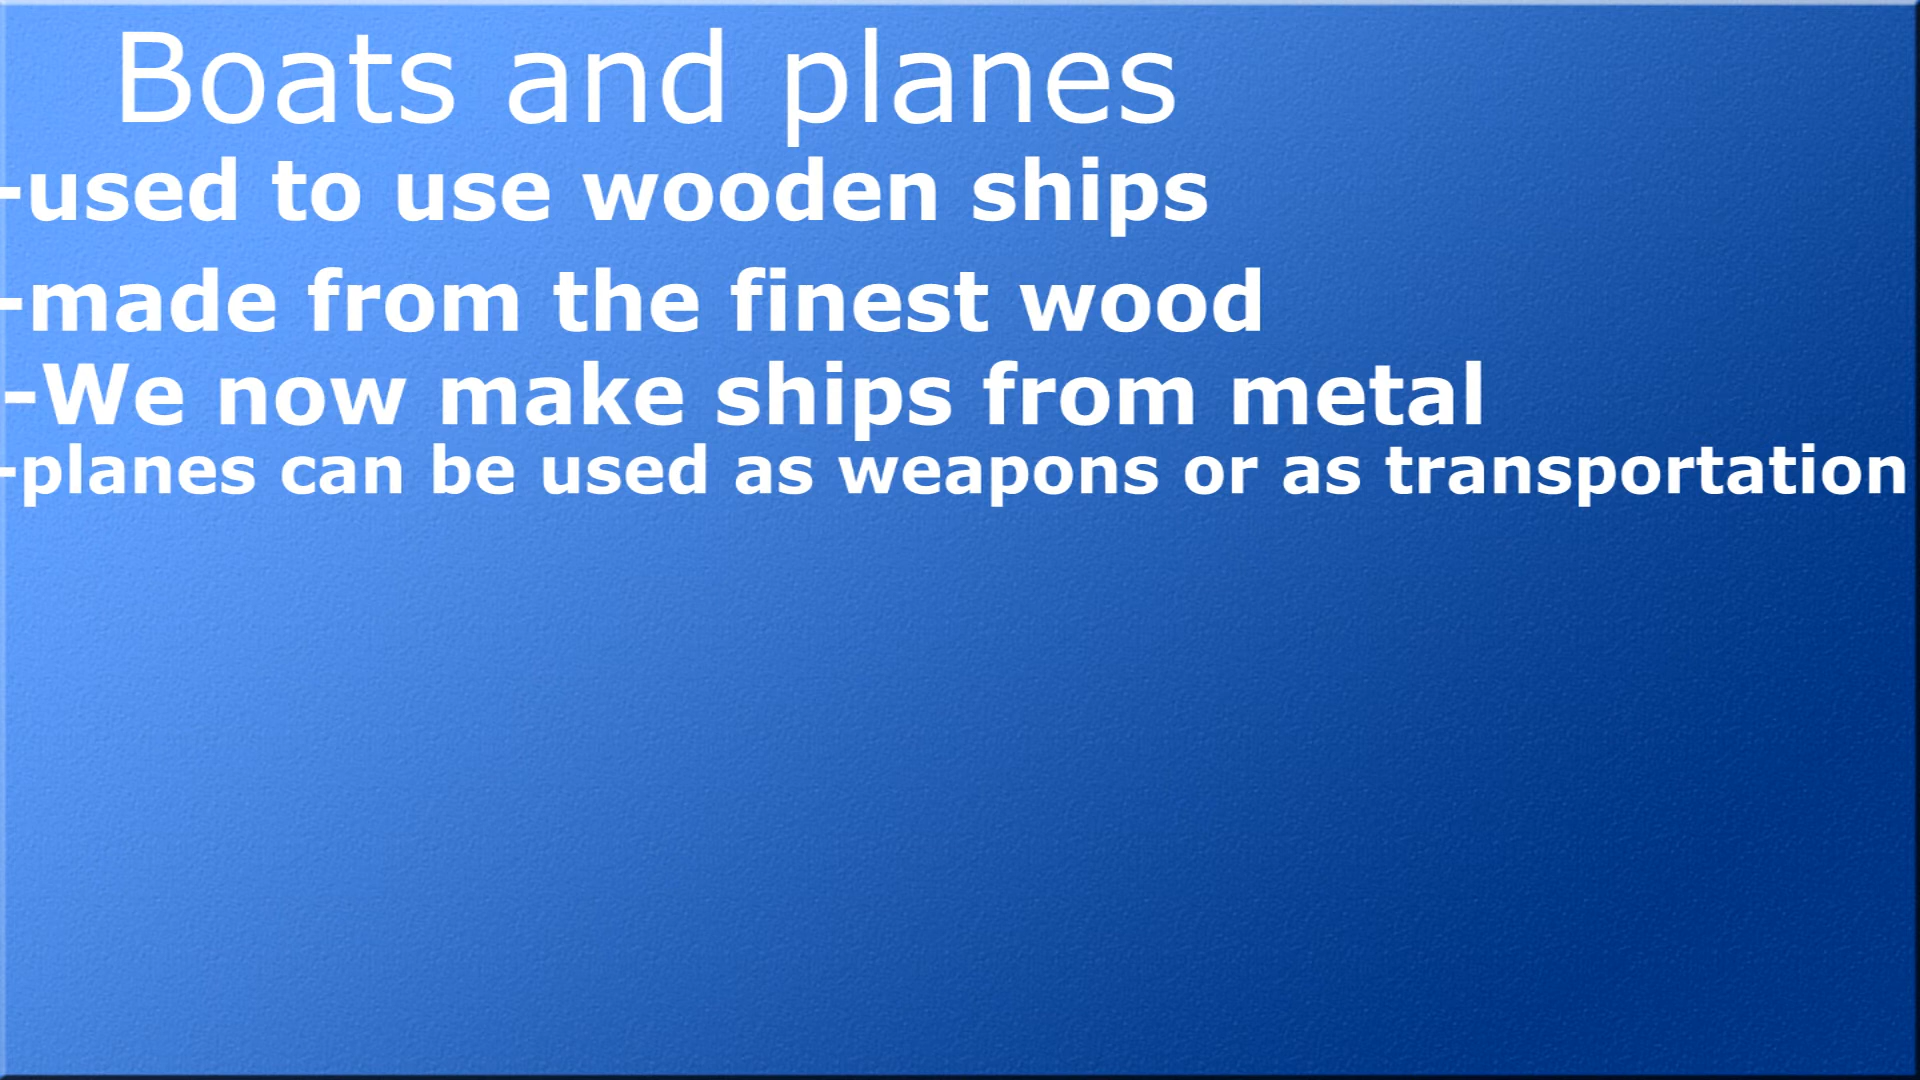 Boats and planes
-used to use wooden ships
-made from the finest wood
-We now make ships from metal
-planes can be used as weapons or as transportation